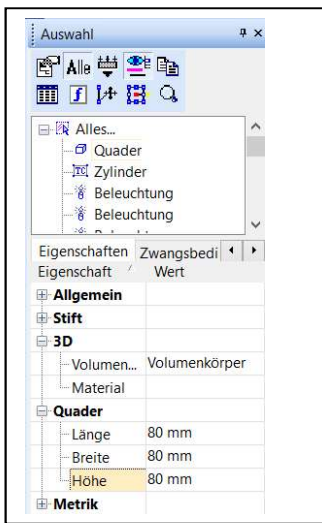 Auswahl
Alle
Alles...
Quader
Zylinder
Beleuchtung
Beleuchtung
Eigenschaften Zwangsbedi
Eigenschaft Wert
Allgemein
Stift
3D
Volumen... Volumenkörper
Material
Quader
Länge 80 mm
Breite 80 mm
Höhe 80 mm
Metrik